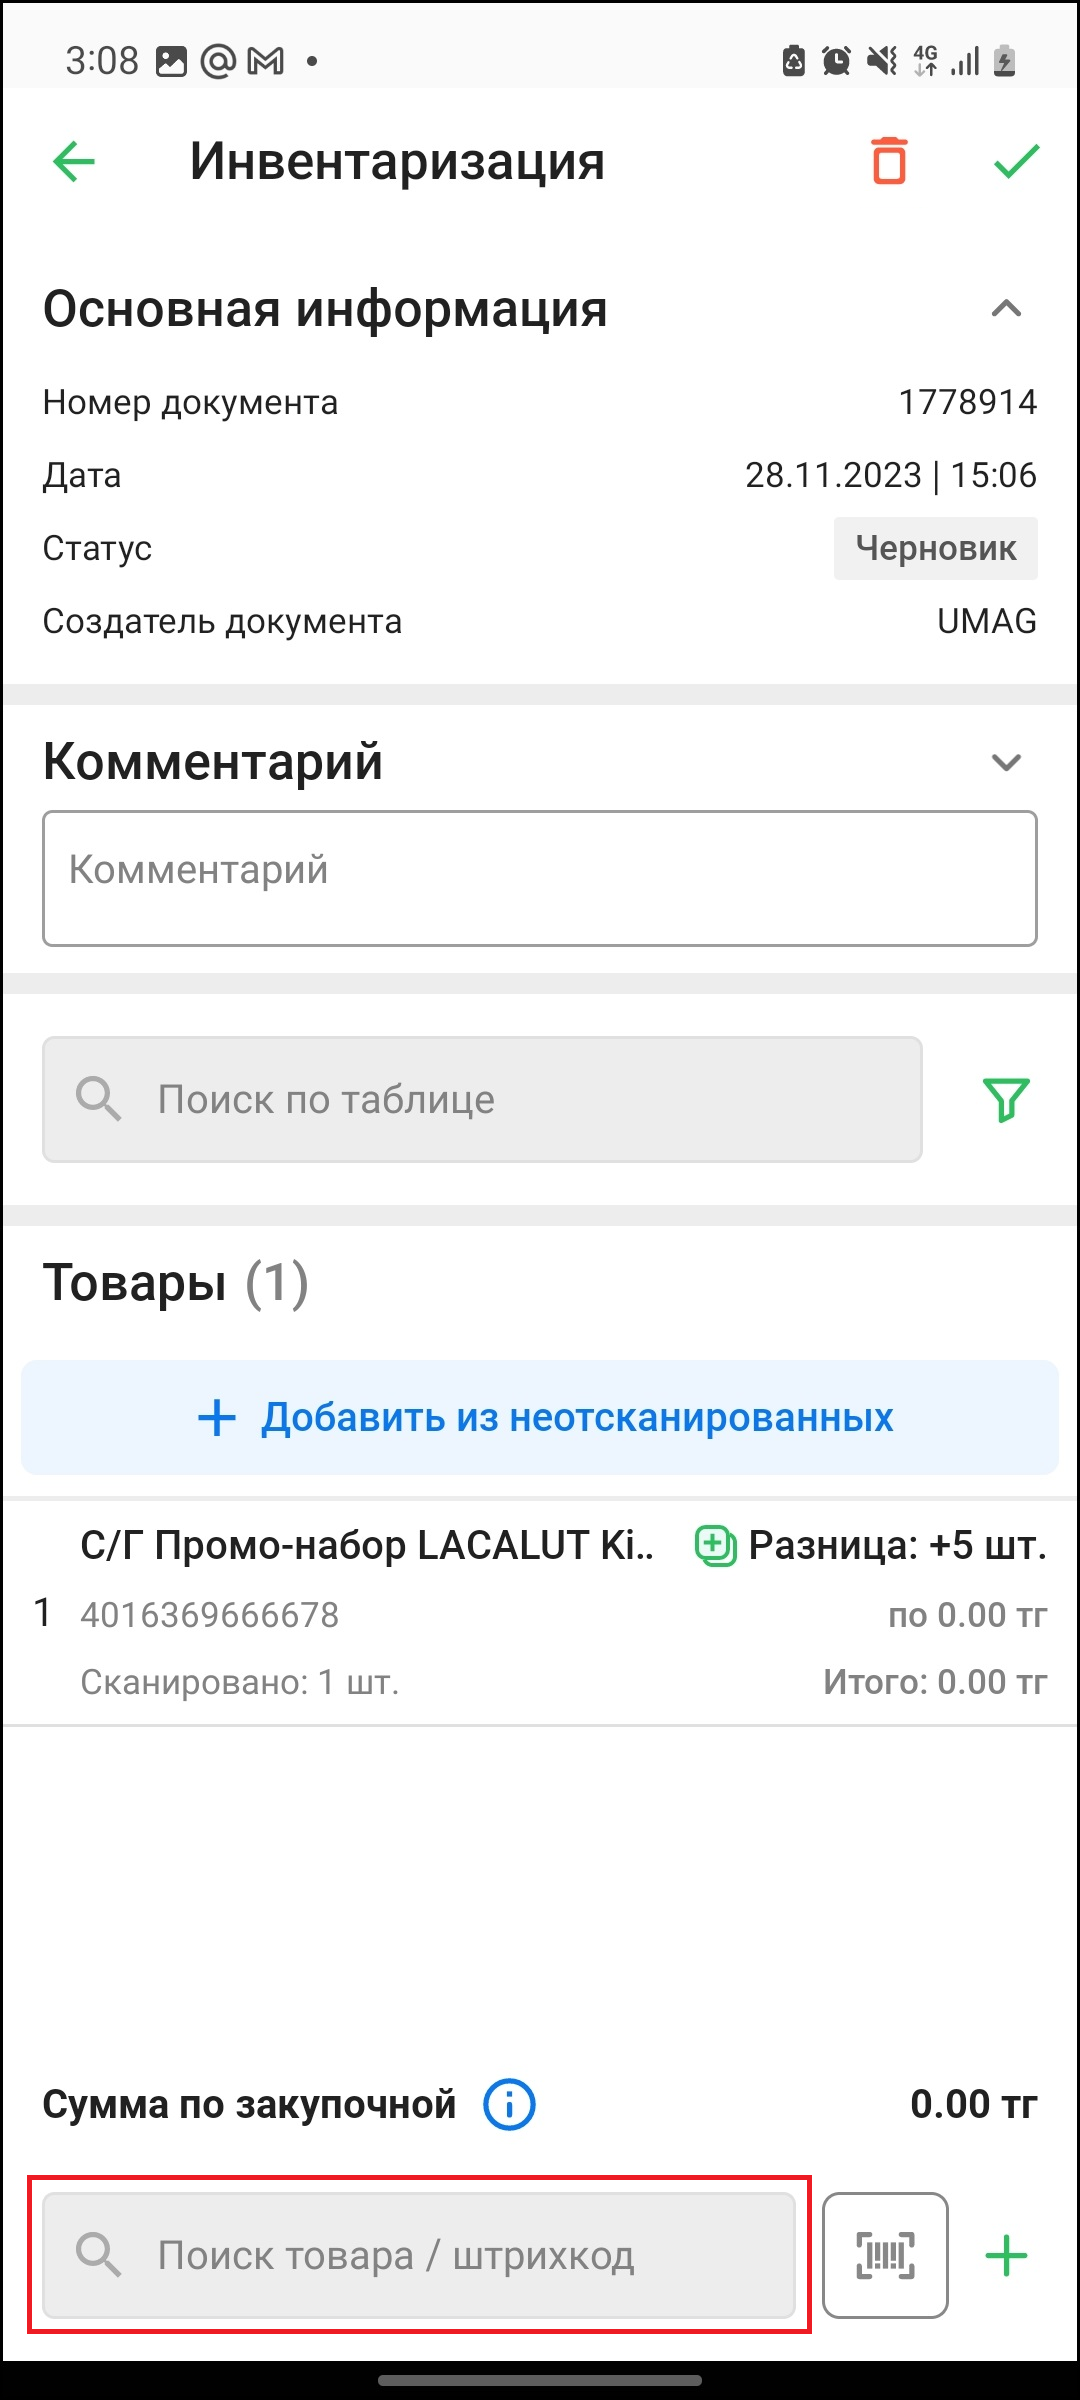 3:08
4G
Инвентаризация
Основная информация
Номер документа 1778914
Дата 28.11.2023 | 15:06
Статус Черновик
Создатель документа UMAG
Комментарий
Комментарий
Поиск по таблице
Товары (1)
+ Добавить из неотсканированных
С/Г Промо-набор LACALUT Ki.. Разница: +5 шт.
1 4016369666678 по 0.00 тг
Сканировано: 1 шт. Итого: 0.00 тг
Сумма по закупочной 0.00 тг
Поиск товара / штрихкод